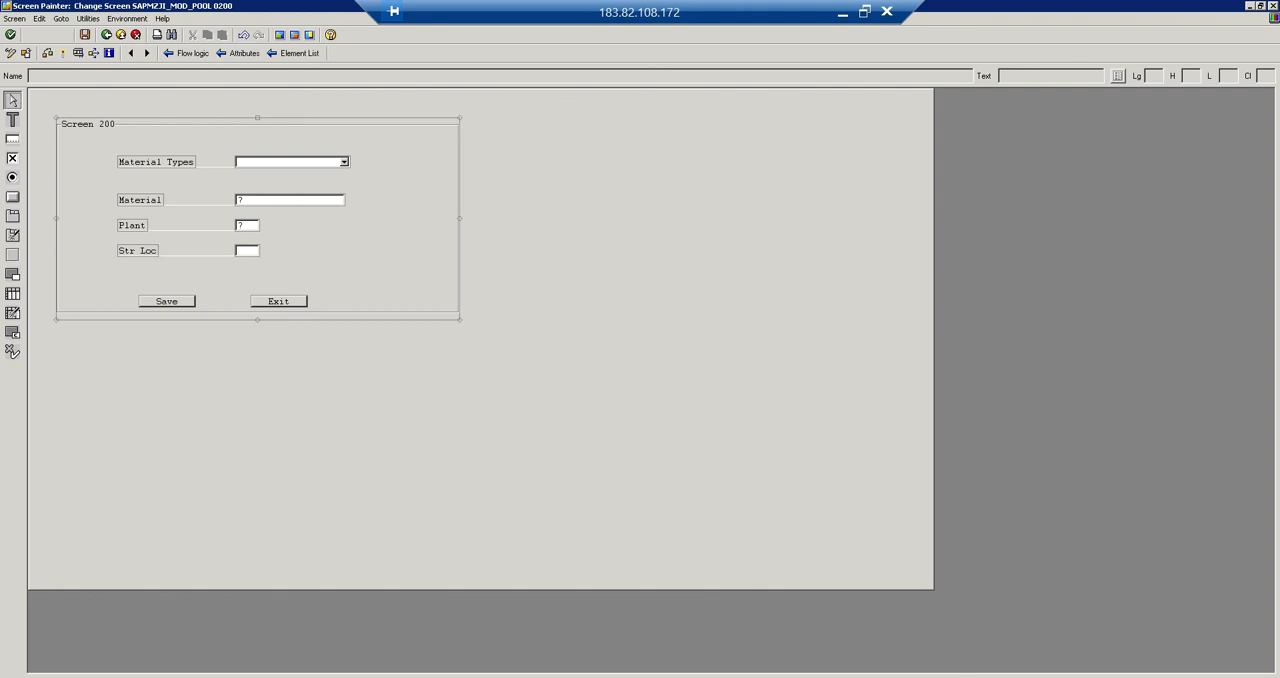 Screen Painter: Change Screen SAPM2JI_MOD_POOL 0200
183.82.108.172
Screen Edit Goto Utilities Environment Help
Flow logic Attributes Element List
Name Text Lg H L Cl
Screen 200
Material Types
Material ?
Plant ?
Str Loc
Save Exit